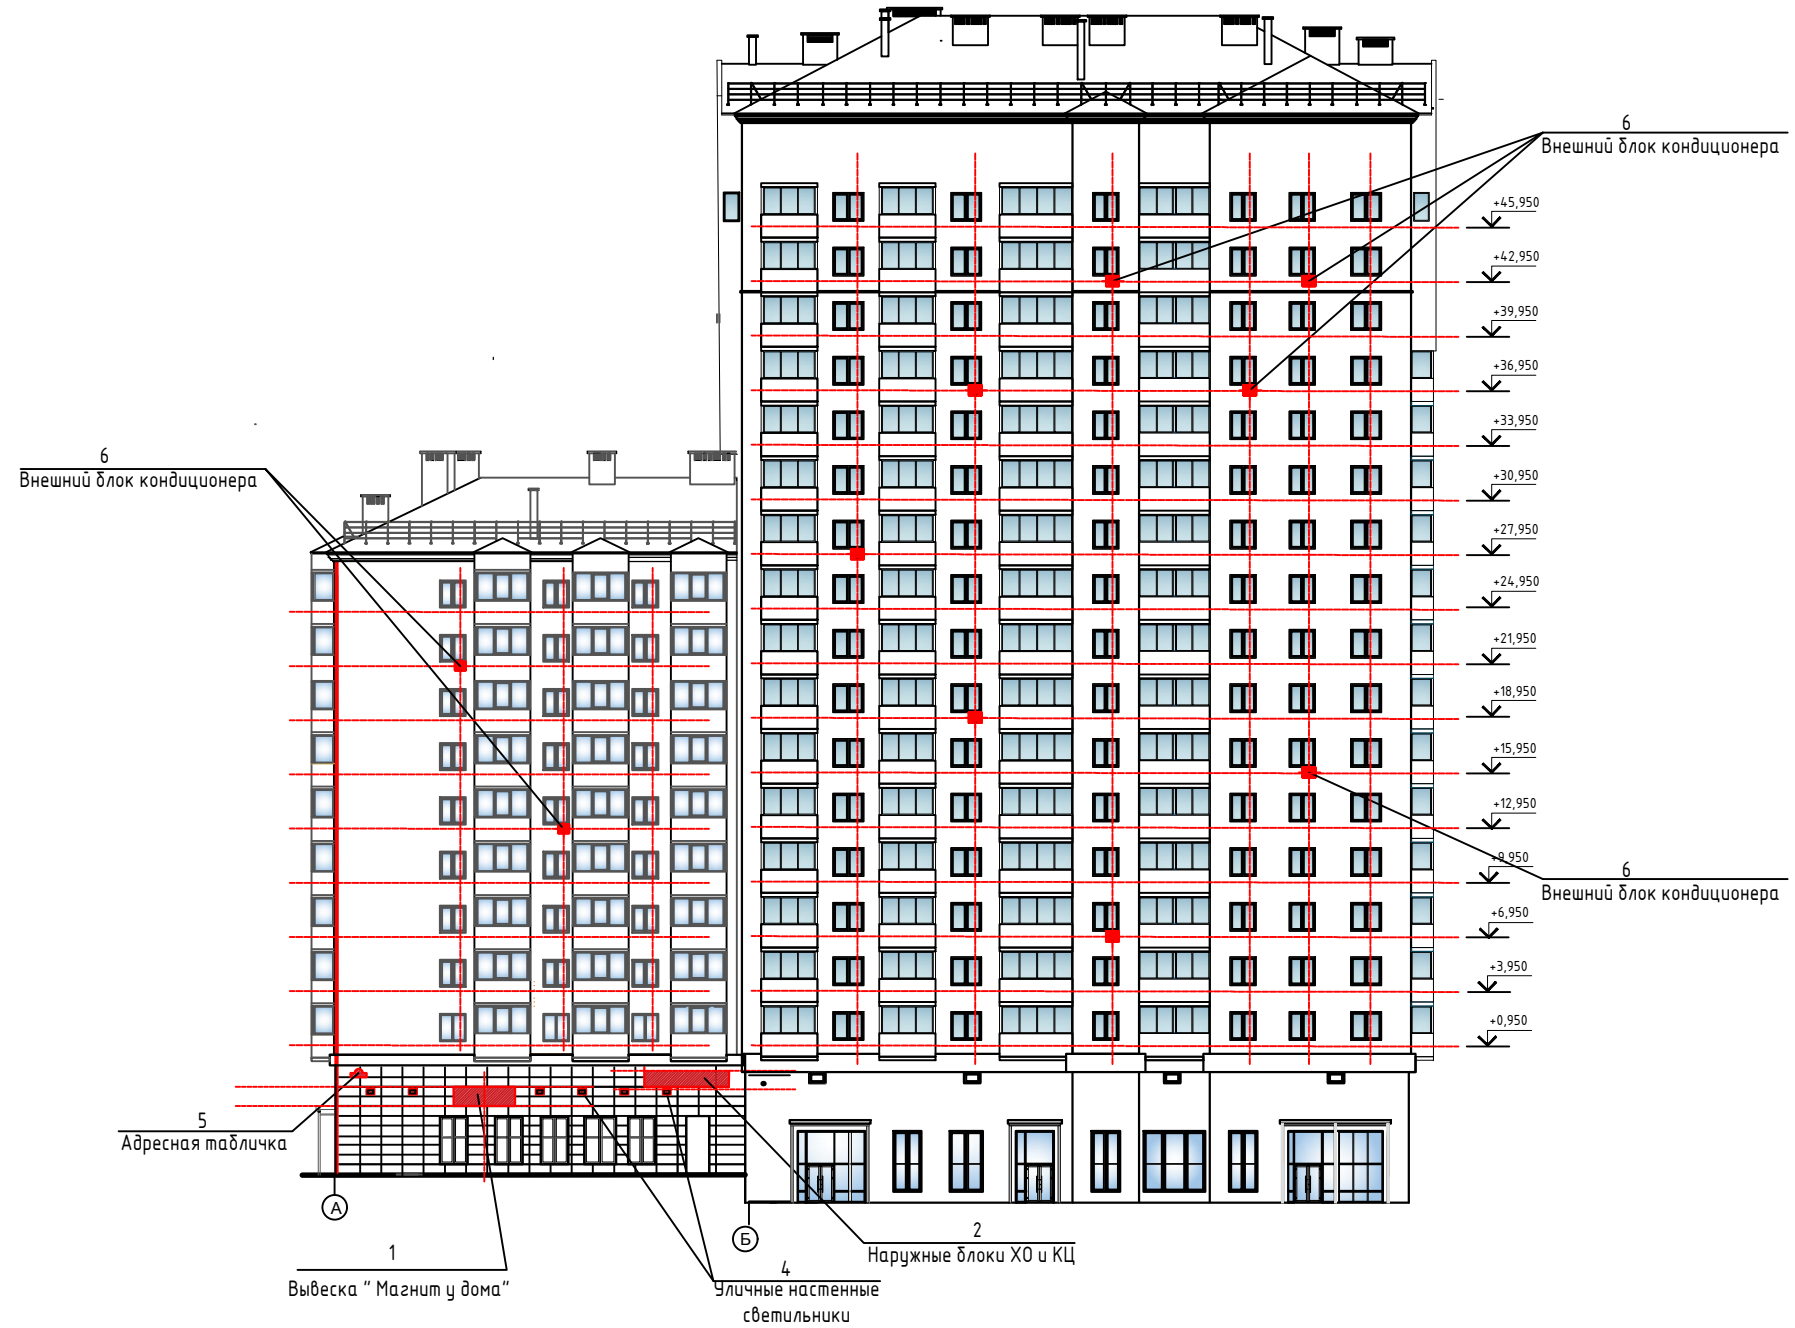 6
Внешний блок кондиционера
+45,950
+42,950
+39,950
+36,950
+33,950
6
Внешний блок кондиционера
+30,950
+27,950
+24,950
+21,950
+18,950
+15,950
+12,950
+9,950
6
Внешний блок кондиционера
+6,950
+3,950
+0,950
5
Адресная табличка
А
Б
1
Вывеска " Магнит у дома"
2
Наружные блоки ХО и КЦ
4
Уличные настенные
светильники